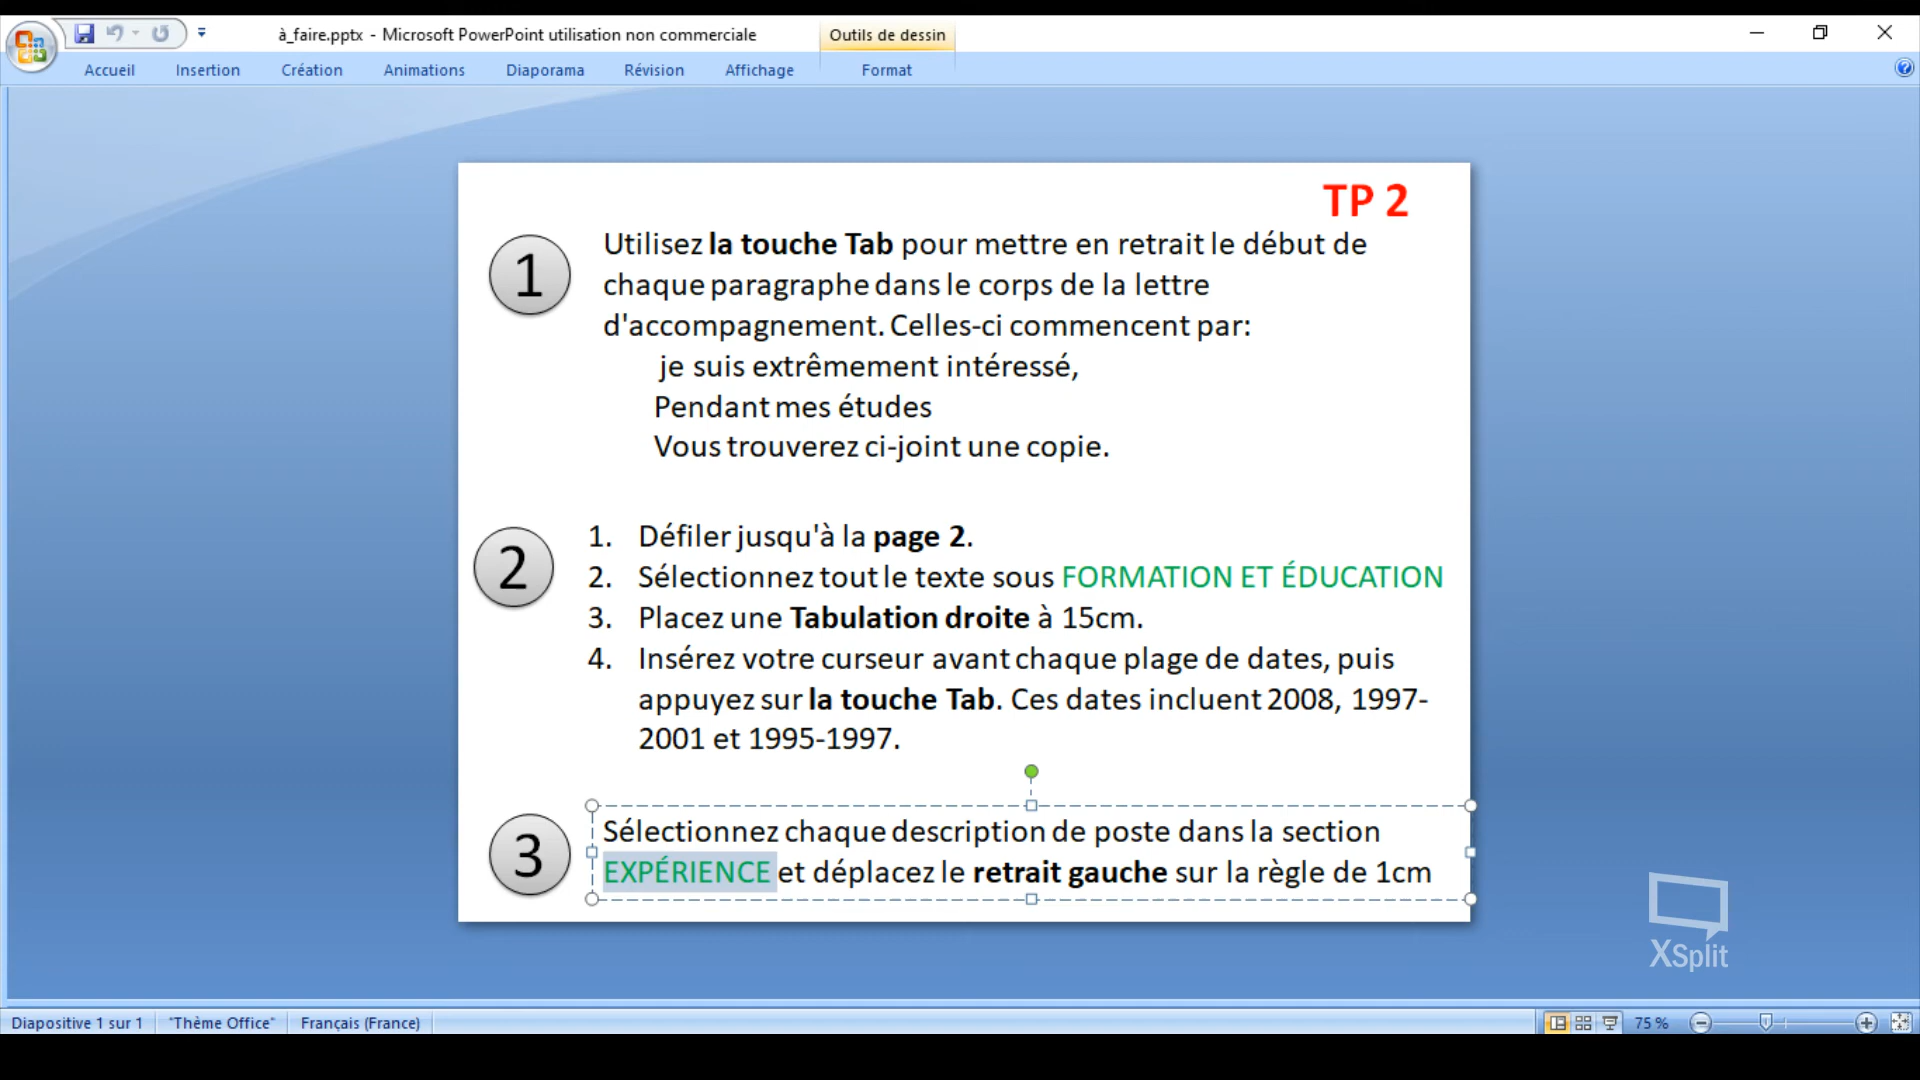 à_faire.pptx - Microsoft PowerPoint utilisation non commerciale
Outils de dessin
Accueil Insertion Création Animations Diaporama Révision Affichage Format
TP 2
1
Utilisez la touche Tab pour mettre en retrait le début de
chaque paragraphe dans le corps de la lettre
d'accompagnement. Celles-ci commencent par:
je suis extrêmement intéressé,
Pendant mes études
Vous trouverez ci-joint une copie.
2
1. Défiler jusqu'à la page 2.
2. Sélectionnez tout le texte sous FORMATION ET ÉDUCATION
3. Placez une Tabulation droite à 15cm.
4. Insérez votre curseur avant chaque plage de dates, puis
appuyez sur la touche Tab. Ces dates incluent 2008, 1997-
2001 et 1995-1997.
3
Sélectionnez chaque description de poste dans la section
EXPÉRIENCE et déplacez le retrait gauche sur la règle de 1cm
XSplit
Diapositive 1 sur 1 "Thème Office" Français (France) 75 %